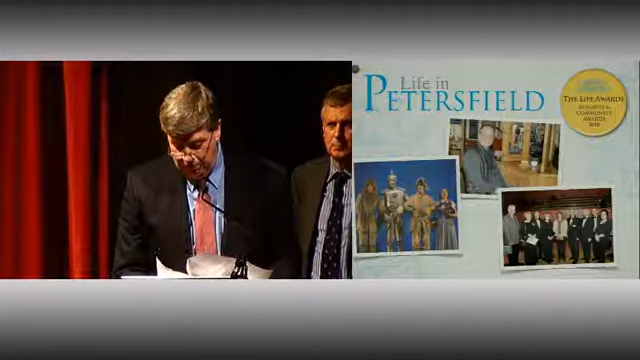 Life in
PETERSFIELD
THE LIFE AWARDS
BUSINESS &
COMMUNITY
AWARDS
2010